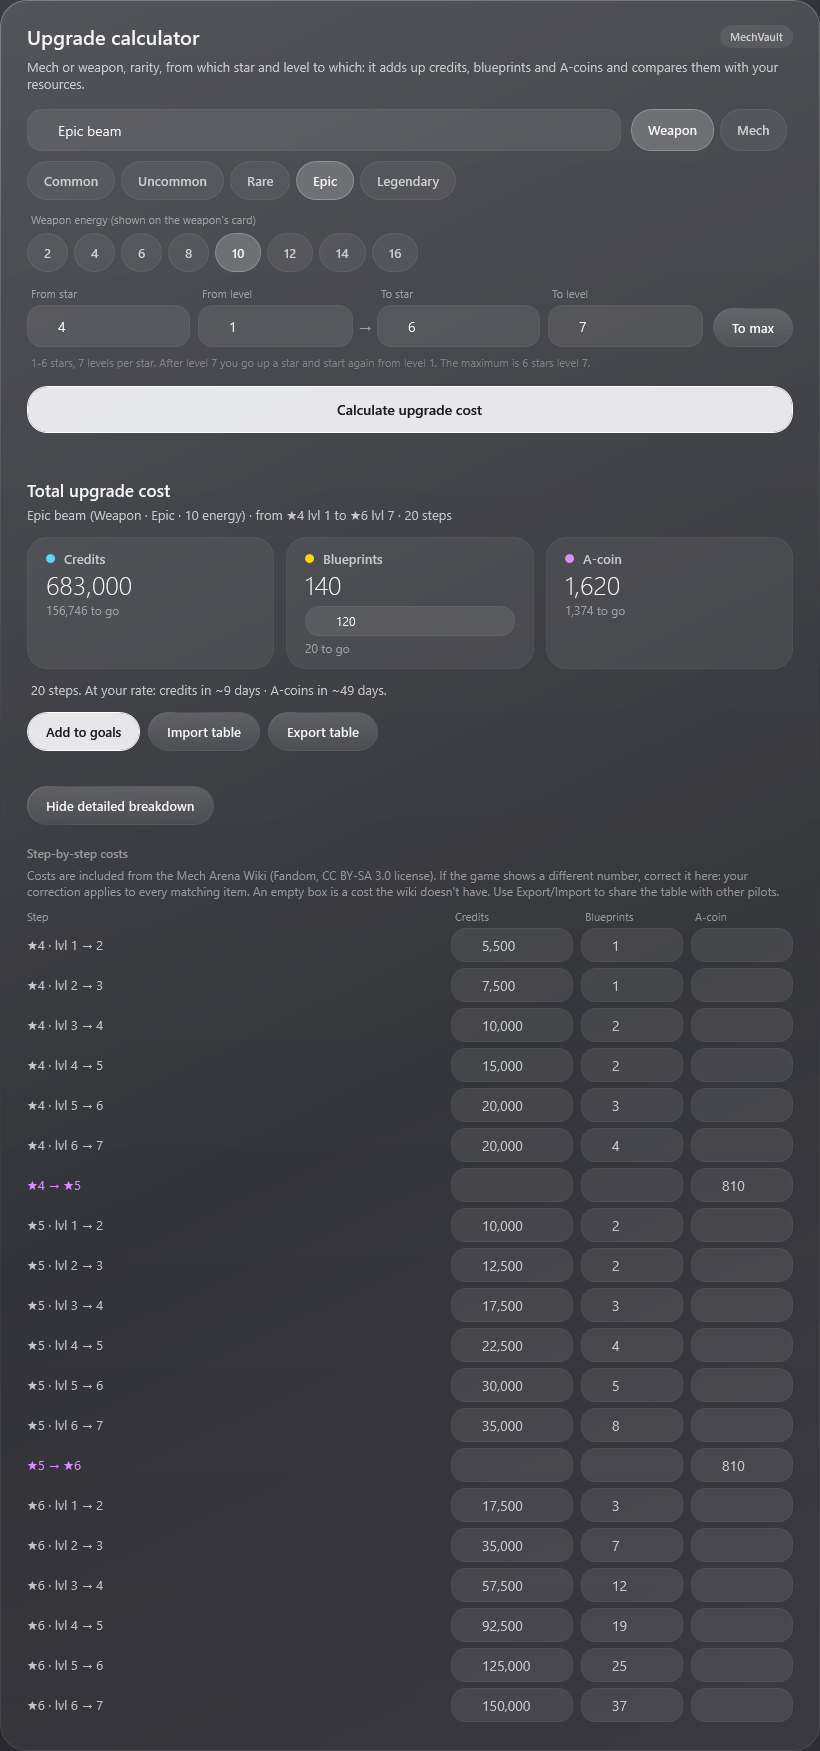 Upgrade calculator
MechVault
Mech or weapon, rarity, from which star and level to which: it adds up credits, blueprints and A-coins and compares them with your
resources.
Epic beam
Weapon
Mech
Common
Uncommon
Rare
Epic
Legendary
Weapon energy (shown on the weapon's card)
2
4
6
8
10
12
14
16
From star
From level
To star
To level
4
1
→
6
7
To max
1-6 stars, 7 levels per star. After level 7 you go up a star and start again from level 1. The maximum is 6 stars level 7.
Calculate upgrade cost
Total upgrade cost
Epic beam (Weapon · Epic · 10 energy) · from ★4 lvl 1 to ★6 lvl 7 · 20 steps
Credits
683,000
156,746 to go
Blueprints
140
120
20 to go
A-coin
1,620
1,374 to go
20 steps. At your rate: credits in ~9 days · A-coins in ~49 days.
Add to goals
Import table
Export table
Hide detailed breakdown
Step-by-step costs
Costs are included from the Mech Arena Wiki (Fandom, CC BY-SA 3.0 license). If the game shows a different number, correct it here: your
correction applies to every matching item. An empty box is a cost the wiki doesn't have. Use Export/Import to share the table with other pilots.
Step Credits Blueprints A-coin
★4 · lvl 1 → 2 5,500 1
★4 · lvl 2 → 3 7,500 1
★4 · lvl 3 → 4 10,000 2
★4 · lvl 4 → 5 15,000 2
★4 · lvl 5 → 6 20,000 3
★4 · lvl 6 → 7 20,000 4
★4 → ★5 810
★5 · lvl 1 → 2 10,000 2
★5 · lvl 2 → 3 12,500 2
★5 · lvl 3 → 4 17,500 3
★5 · lvl 4 → 5 22,500 4
★5 · lvl 5 → 6 30,000 5
★5 · lvl 6 → 7 35,000 8
★5 → ★6 810
★6 · lvl 1 → 2 17,500 3
★6 · lvl 2 → 3 35,000 7
★6 · lvl 3 → 4 57,500 12
★6 · lvl 4 → 5 92,500 19
★6 · lvl 5 → 6 125,000 25
★6 · lvl 6 → 7 150,000 37